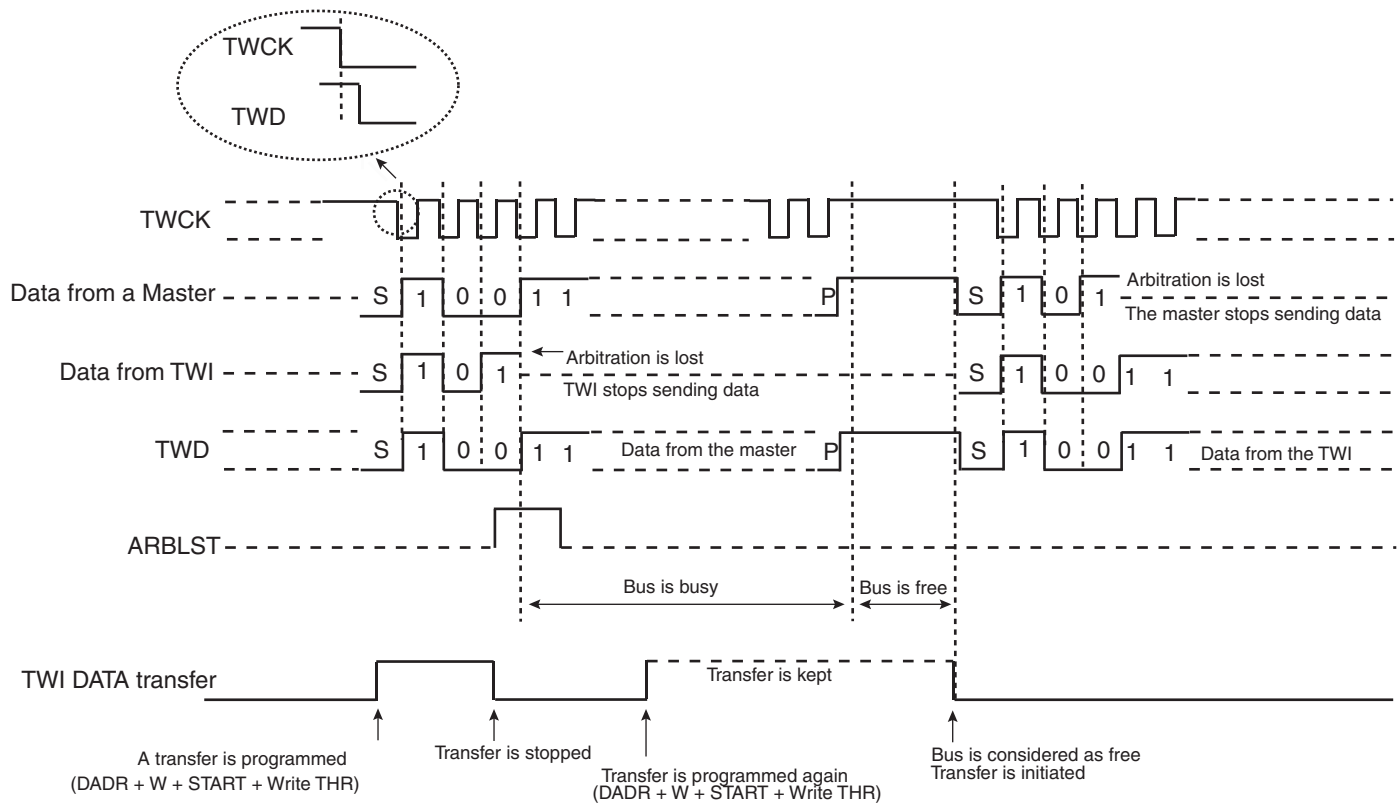 TWCK
TWD
TWCK
Data from a Master S 1 0 0 1 1 P S 1 0 1 Arbitration is lost
The master stops sending data
Data from TWI S 1 0 1 Arbitration is lost S 1 0 0 1 1
TWI stops sending data
TWD S 1 0 0 1 1 Data from the master P S 1 0 0 1 1 Data from the TWI
ARBLST
Bus is busy Bus is free
TWI DATA transfer Transfer is kept
A transfer is programmed
(DADR + W + START + Write THR)
Transfer is stopped
Transfer is programmed again
(DADR + W + START + Write THR)
Bus is considered as free
Transfer is initiated